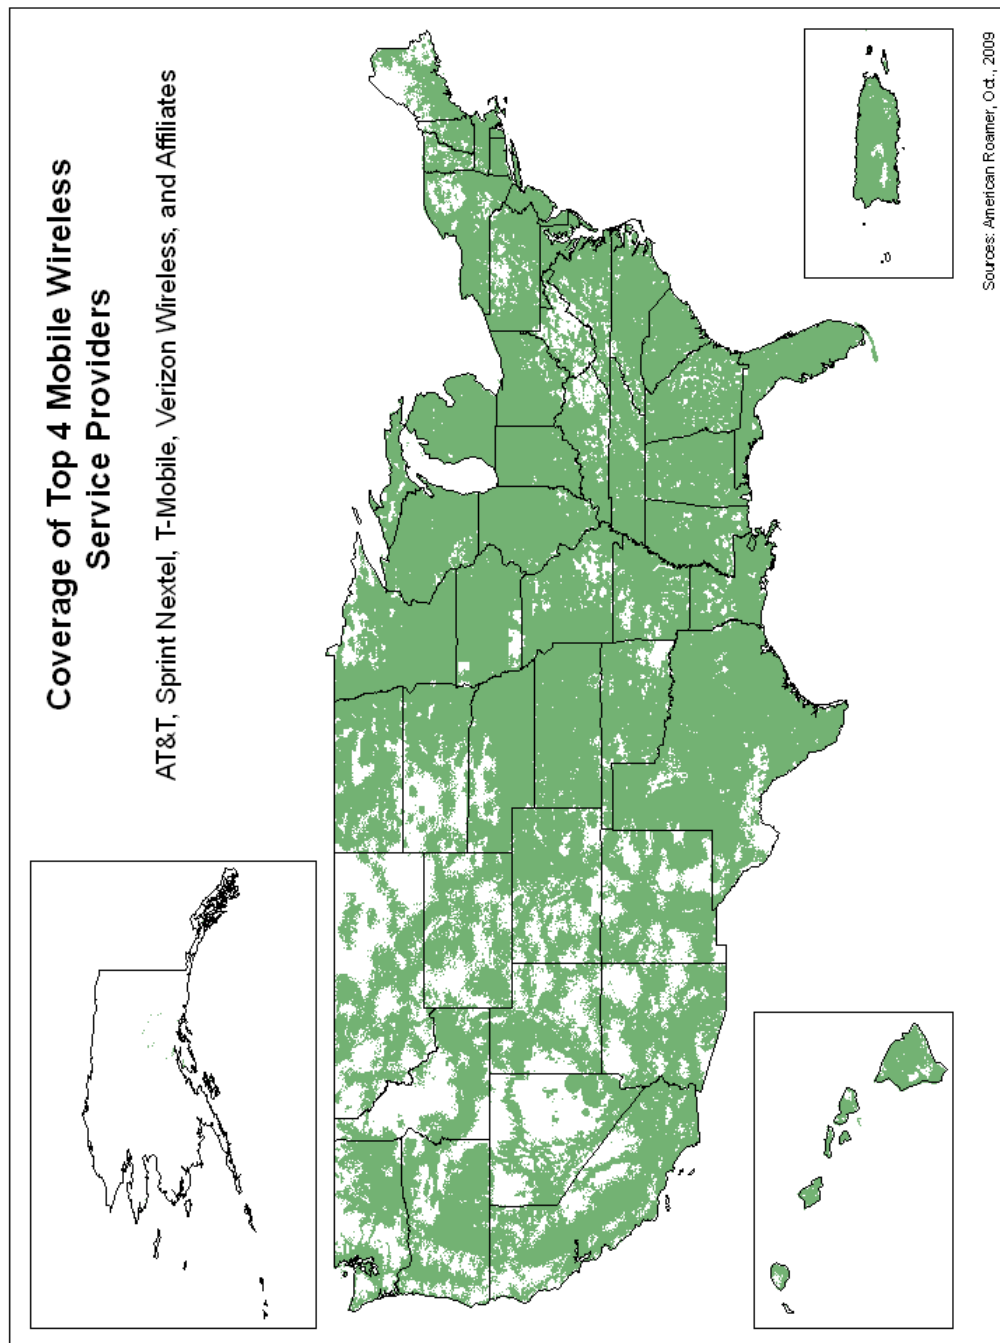 Coverage of Top 4 Mobile Wireless
Service Providers
AT&T, Sprint Nextel, T-Mobile, Verizon Wireless, and Affiliates
Sources: American Roamer, Oct., 2009